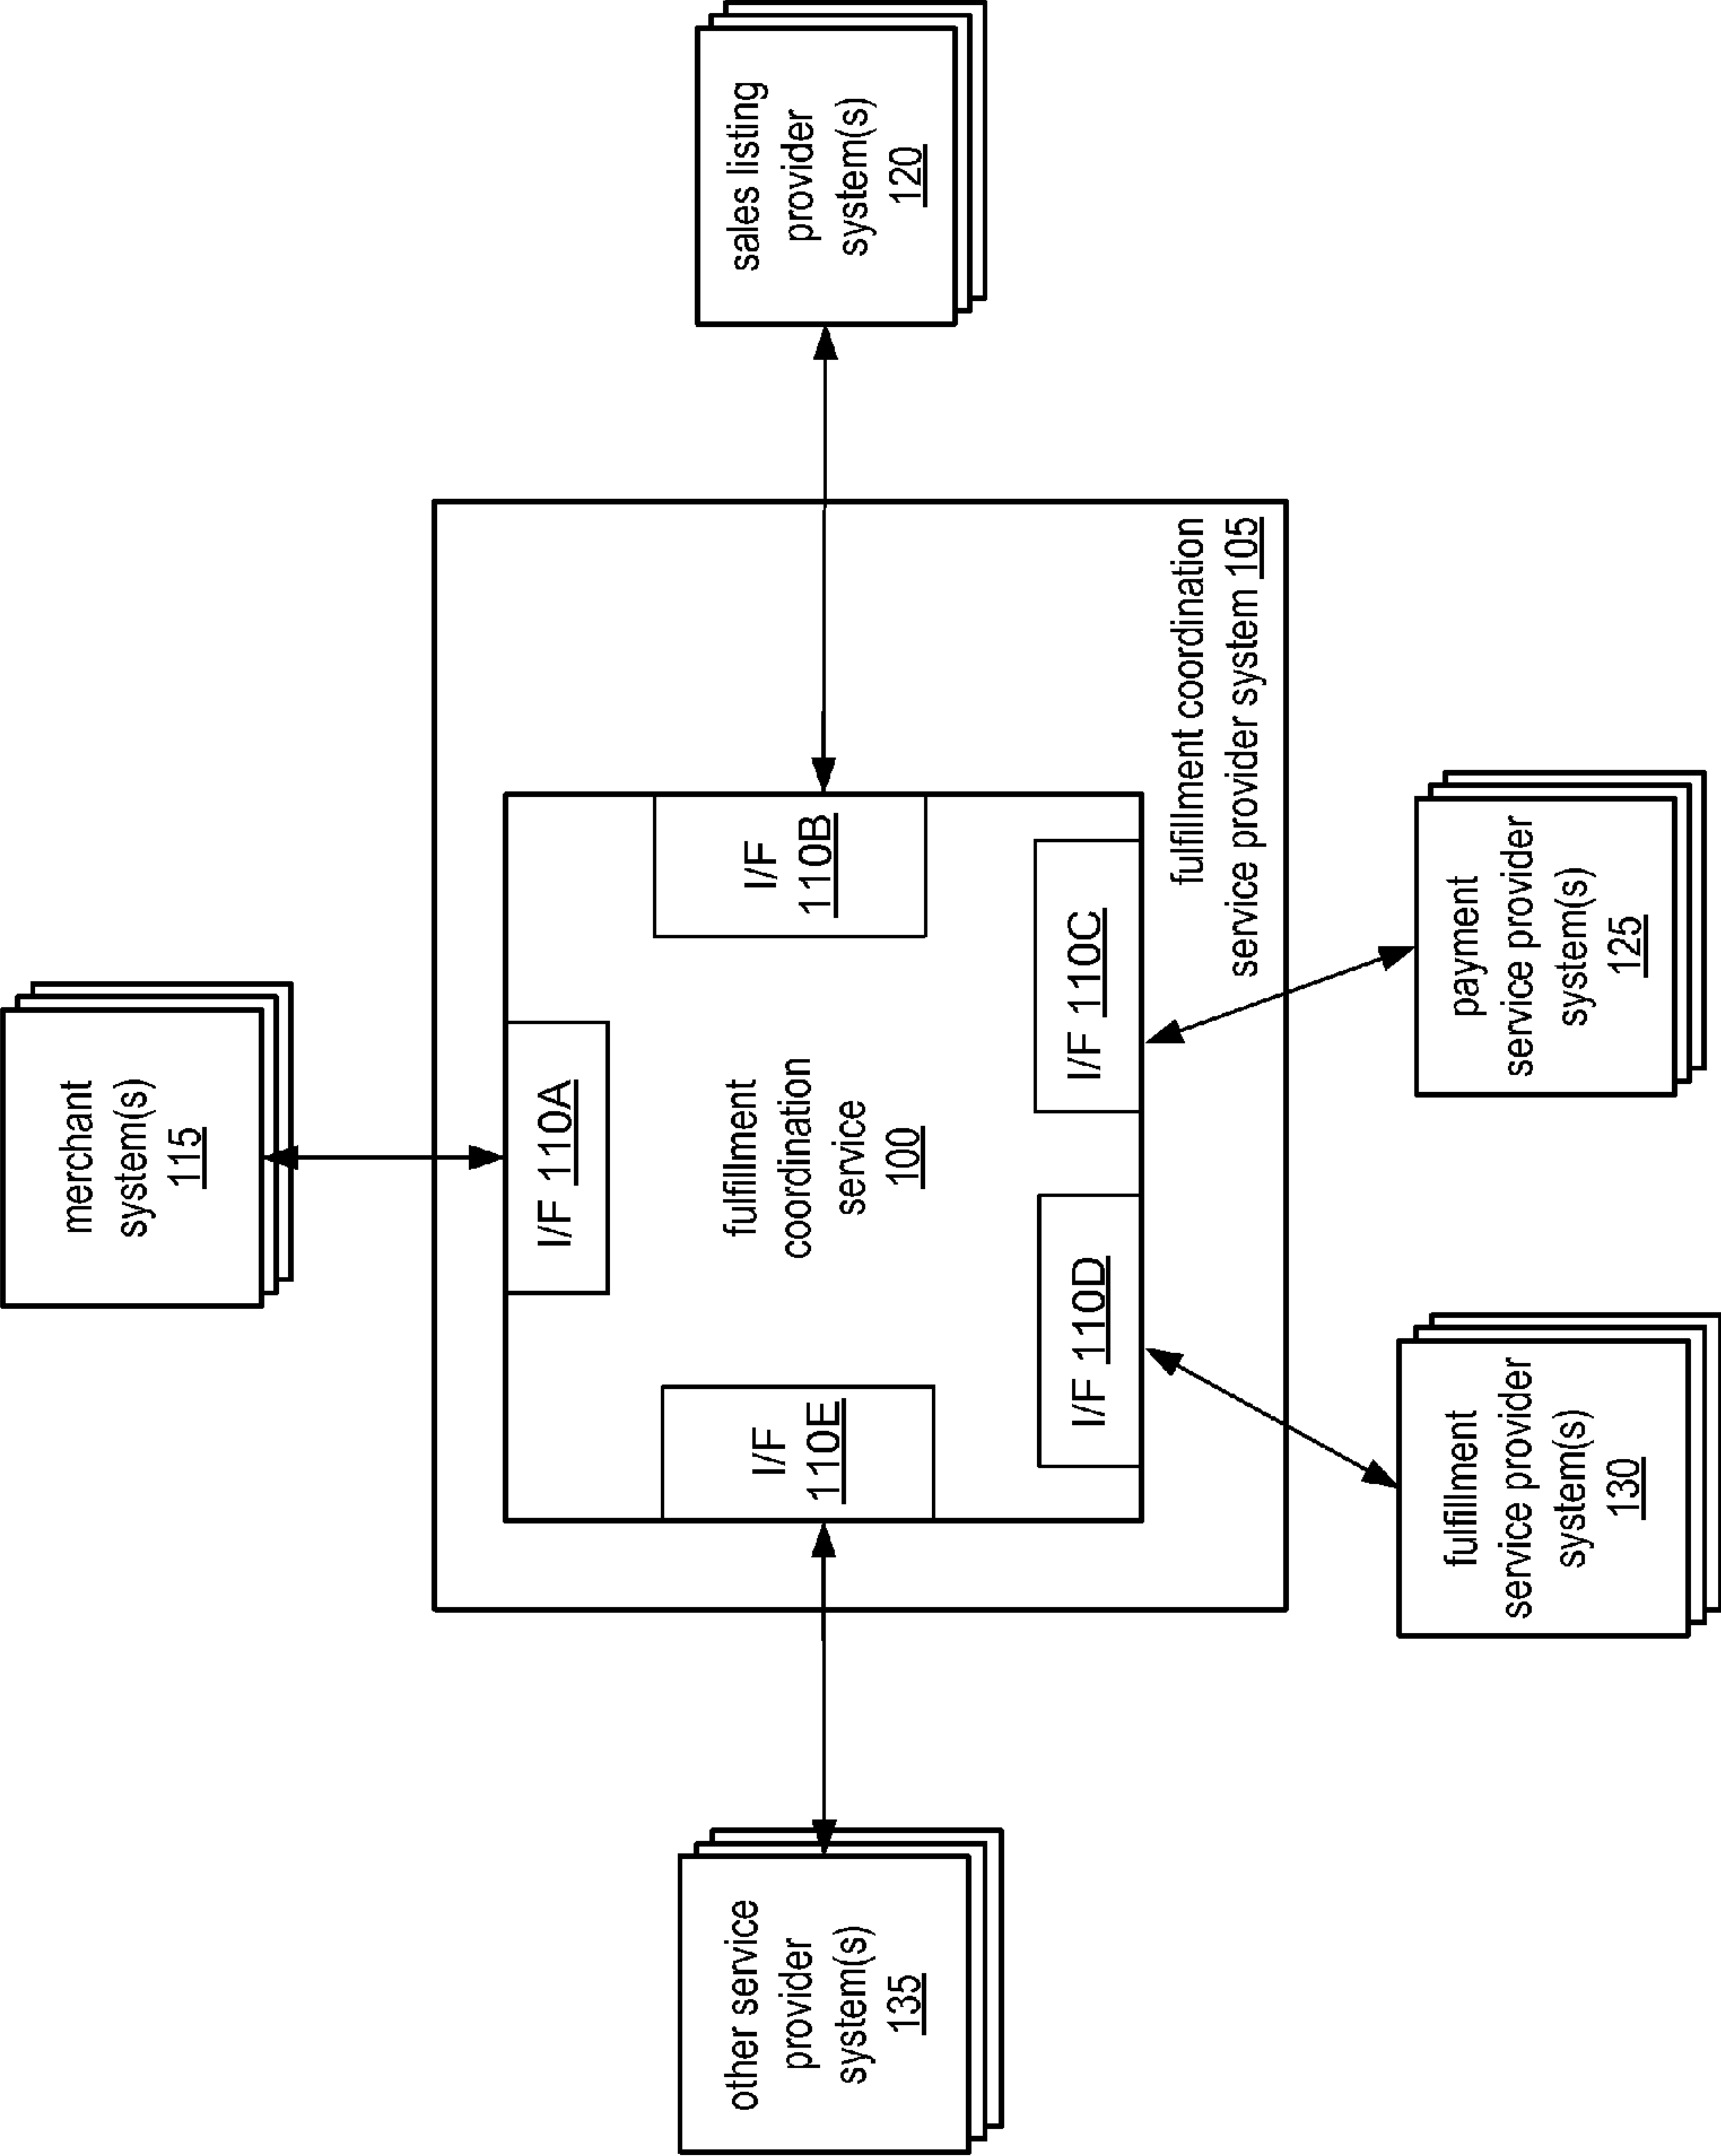 merchant
system(s)
115
other service
provider
system(s)
135
I/F
110E
I/F 110A
fulfillment
coordination
service
100
I/F
110B
sales listing
provider
system(s)
120
I/F 110D
I/F 110C
fulfillment coordination
service provider system 105
fulfillment
service provider
system(s)
130
payment
service provider
system(s)
125